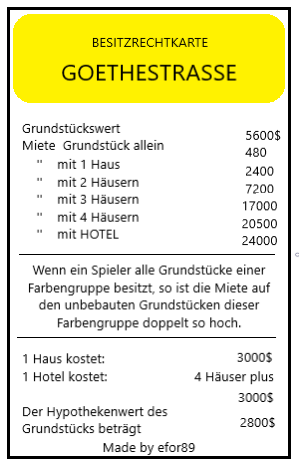 BESITZRECHTKARTE
GOETHESTRASSE
Grundstückswert 5600$
Miete Grundstück allein 480
" mit 1 Haus 2400
" mit 2 Häusern 7200
" mit 3 Häusern 17000
" mit 4 Häusern 20500
" mit HOTEL 24000
Wenn ein Spieler alle Grundstücke einer
Farbengruppe besitzt, so ist die Miete auf
den unbebauten Grundstücken dieser
Farbengruppe doppelt so hoch.
1 Haus kostet: 3000$
1 Hotel kostet: 4 Häuser plus
3000$
Der Hypothekenwert des
Grundstücks beträgt 2800$
Made by efor89